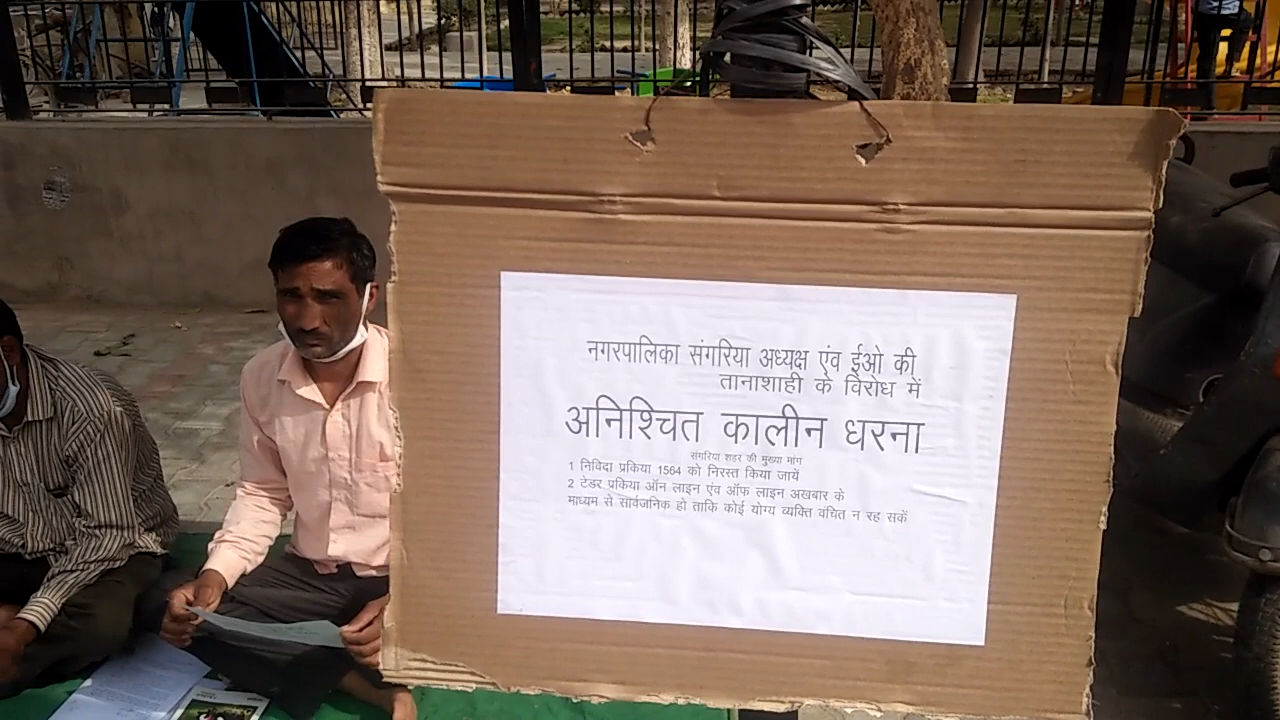 नगरपालिका संगरिया अध्यक्ष एंव ईओ की
तानाशाही के विरोध में
अनिश्चित कालीन धरना
संगरिया शहर की मुख्या मांग
1 निविदा प्रकिया 1564 को निरस्त किया जायें
2 टेडर प्रकिया ऑन लाइन एंव ऑफ लाइन अखबार के
माध्यम से सार्वजनिक हो ताकि कोई योग्य व्यक्ति वंचित न रह सकें